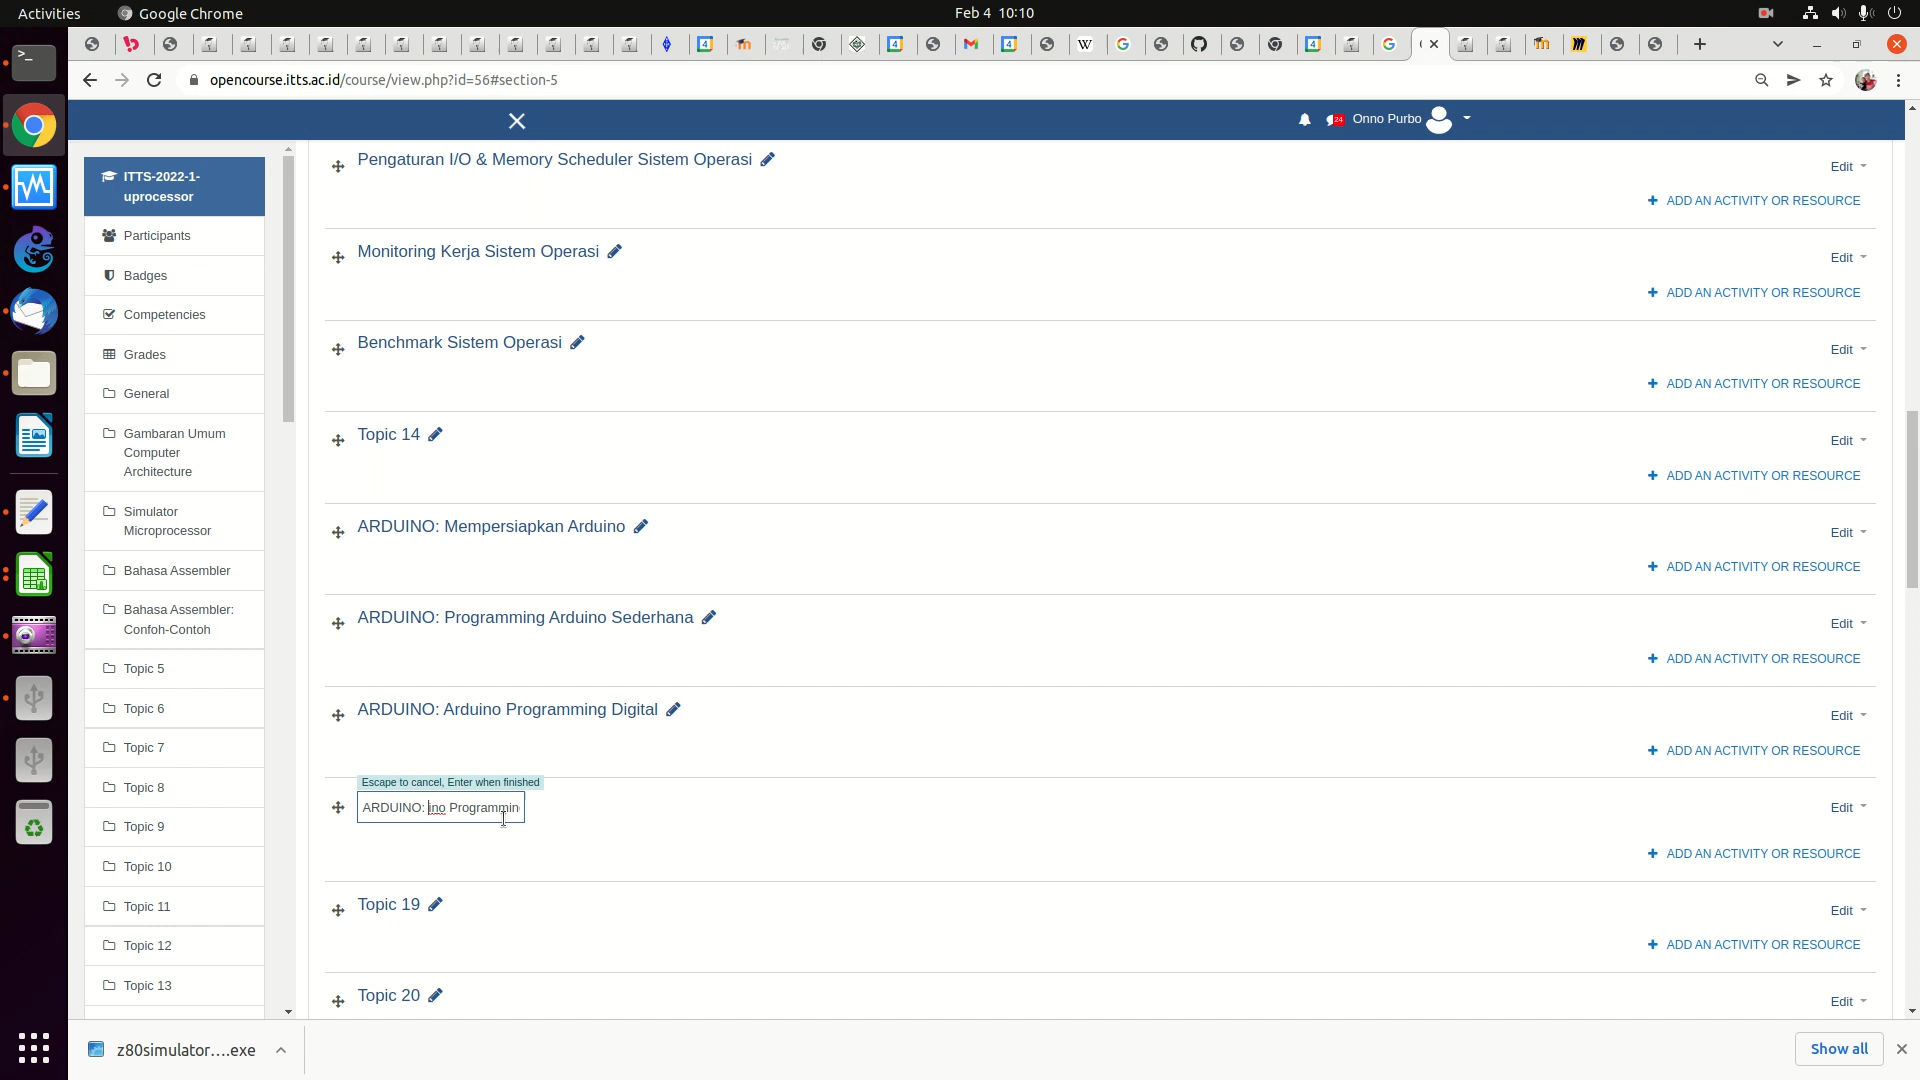 Activities
Google Chrome
Feb 4 10:10
opencourse.itts.ac.id/course/view.php?id=56#section-5
24
Onno Purbo
ITTS-2022-1-
uprocessor
Participants
Badges
Competencies
Grades
General
Gambaran Umum
Computer
Architecture
Simulator
Microprocessor
Bahasa Assembler
Bahasa Assembler:
Confoh-Contoh
Topic 5
Topic 6
Topic 7
Topic 8
Topic 9
Topic 10
Topic 11
Topic 12
Topic 13
Pengaturan I/O & Memory Scheduler Sistem Operasi
Edit
ADD AN ACTIVITY OR RESOURCE
Monitoring Kerja Sistem Operasi
Edit
ADD AN ACTIVITY OR RESOURCE
Benchmark Sistem Operasi
Edit
ADD AN ACTIVITY OR RESOURCE
Topic 14
Edit
ADD AN ACTIVITY OR RESOURCE
ARDUINO: Mempersiapkan Arduino
Edit
ADD AN ACTIVITY OR RESOURCE
ARDUINO: Programming Arduino Sederhana
Edit
ADD AN ACTIVITY OR RESOURCE
ARDUINO: Arduino Programming Digital
Edit
ADD AN ACTIVITY OR RESOURCE
Escape to cancel, Enter when finished
ARDUINO: ino Programmin
Edit
ADD AN ACTIVITY OR RESOURCE
Topic 19
Edit
ADD AN ACTIVITY OR RESOURCE
Topic 20
Edit
z80simulator....exe
Show all